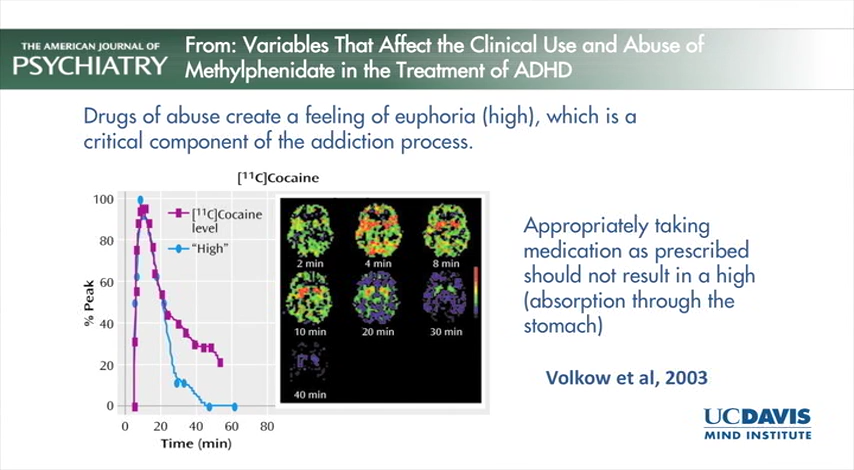 THE AMERICAN JOURNAL OF
PSYCHIATRY
From: Variables That Affect the Clinical Use and Abuse of
Methylphenidate in the Treatment of ADHD
Drugs of abuse create a feeling of euphoria (high), which is a
critical component of the addiction process.
[¹¹C]Cocaine
100
80
60
40
20
0
% Peak
[¹¹C]Cocaine
level
"High"
0 20 40 60 80
Time (min)
2 min 4 min 8 min
10 min 20 min 30 min
40 min
Appropriately taking
medication as prescribed
should not result in a high
(absorption through the
stomach)
Volkow et al, 2003
UCDAVIS
MIND INSTITUTE